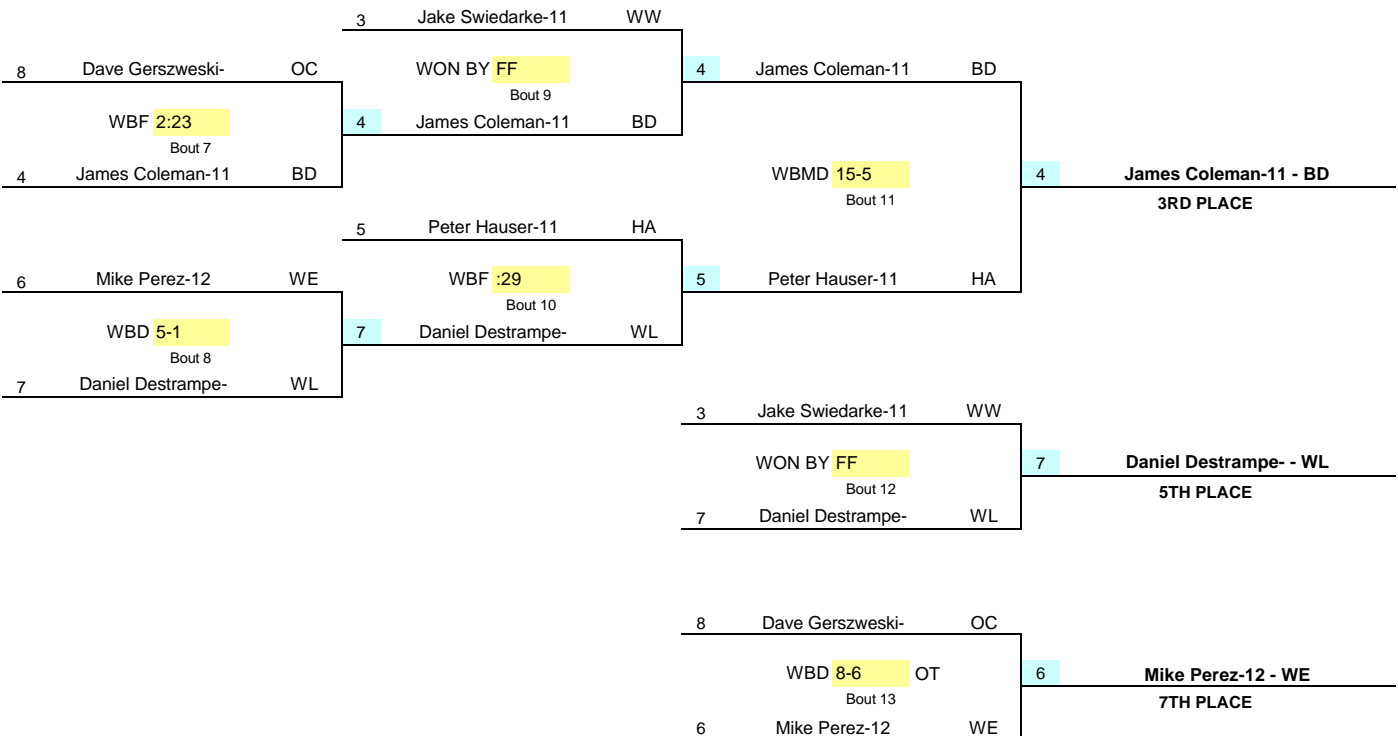 3 Jake Swiedarke-11 WW
8 Dave Gerszweski- OC
WON BY FF
4 James Coleman-11 BD
Bout 9
WBF 2:23
4 James Coleman-11 BD
Bout 7
4 James Coleman-11 BD
WBMD 15-5
4 James Coleman-11 - BD
Bout 11
3RD PLACE
5 Peter Hauser-11 HA
6 Mike Perez-12 WE
WBF :29
5 Peter Hauser-11 HA
Bout 10
WBD 5-1
7 Daniel Destrampe- WL
Bout 8
7 Daniel Destrampe- WL
3 Jake Swiedarke-11 WW
WON BY FF
7 Daniel Destrampe- - WL
Bout 12
5TH PLACE
7 Daniel Destrampe- WL
8 Dave Gerszweski- OC
WBD 8-6 OT
6 Mike Perez-12 - WE
Bout 13
7TH PLACE
6 Mike Perez-12 WE